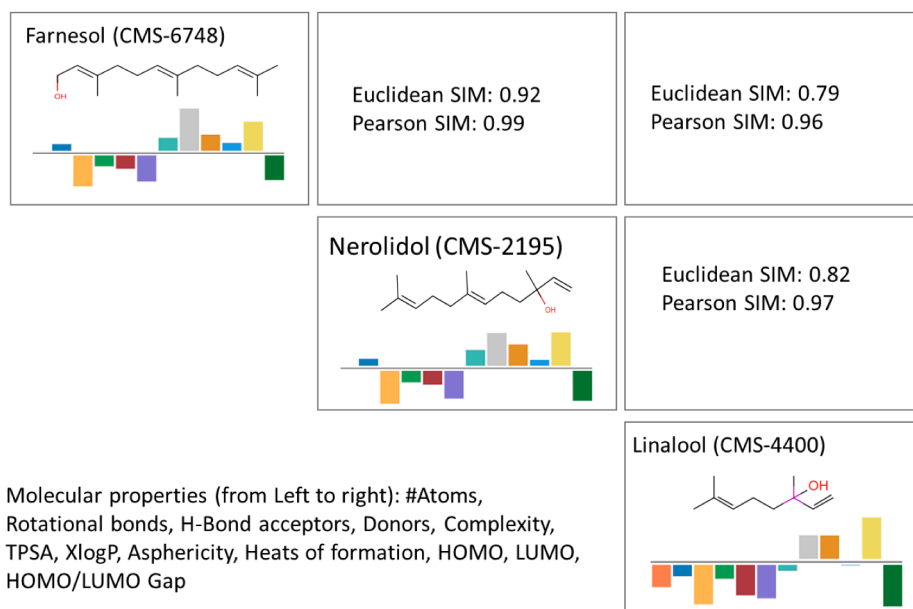 Farnesol (CMS-6748)
OH
Euclidean SIM: 0.92
Pearson SIM: 0.99
Euclidean SIM: 0.79
Pearson SIM: 0.96
Nerolidol (CMS-2195)
OH
Euclidean SIM: 0.82
Pearson SIM: 0.97
Linalool (CMS-4400)
OH
Molecular properties (from Left to right): #Atoms,
Rotational bonds, H-Bond acceptors, Donors, Complexity,
TPSA, XlogP, Asphericity, Heats of formation, HOMO, LUMO,
HOMO/LUMO Gap